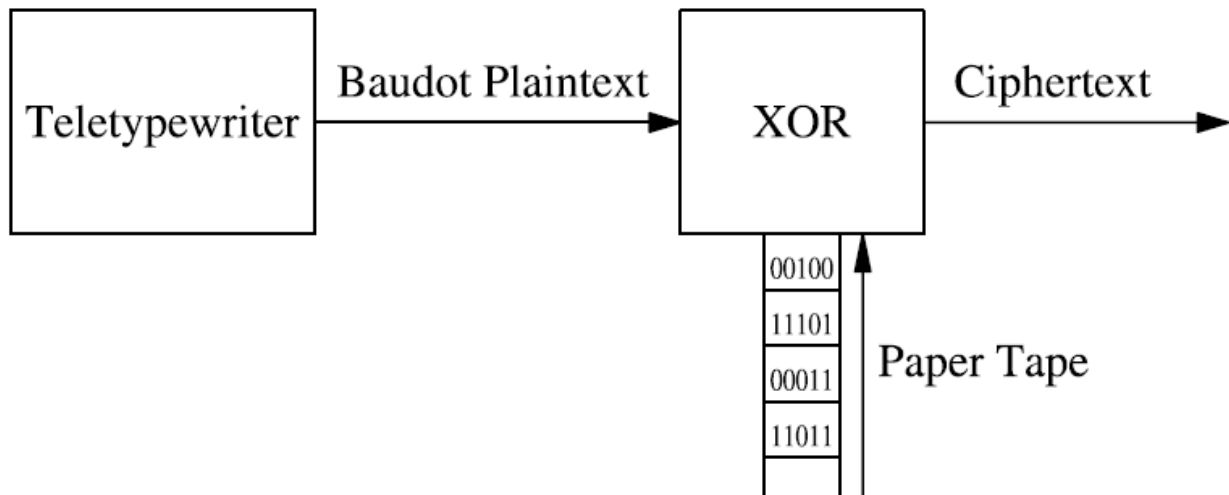 Teletypewriter
Baudot Plaintext
XOR
Ciphertext
00100
11101
00011
11011
Paper Tape